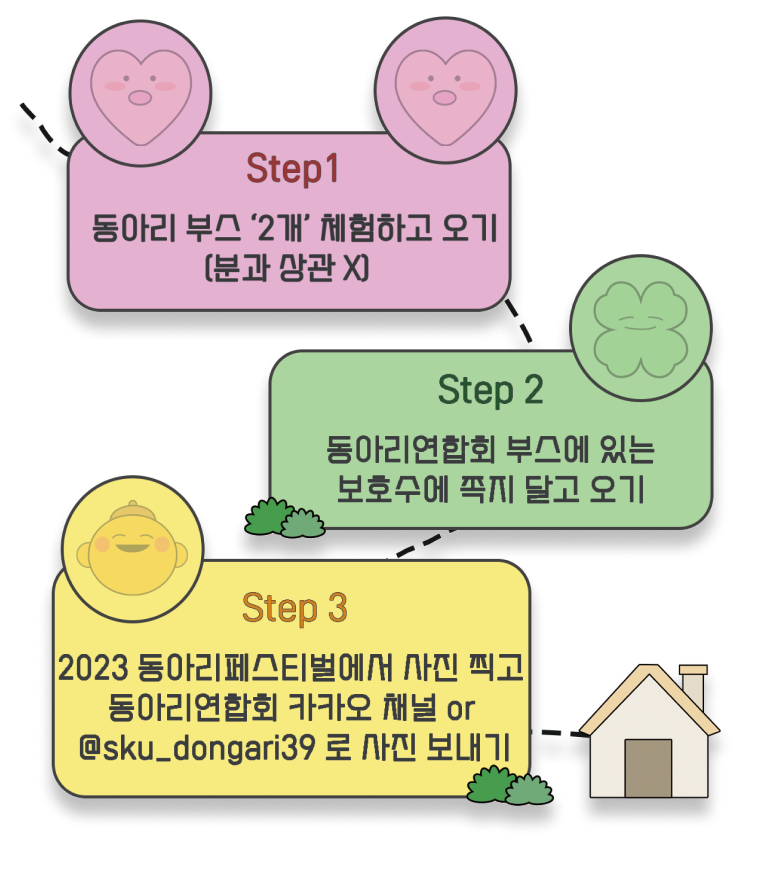 Step1
동아리 부스 ‘2개’ 체험하고 오기
(분과 상관 X)
Step 2
동아리연합회 부스에 있는
보호수에 쪽지 달고 오기
Step 3
2023 동아리페스티벌에서 사진 찍고
동아리연합회 카카오 채널 or
@sku_dongari39 로 사진 보내기